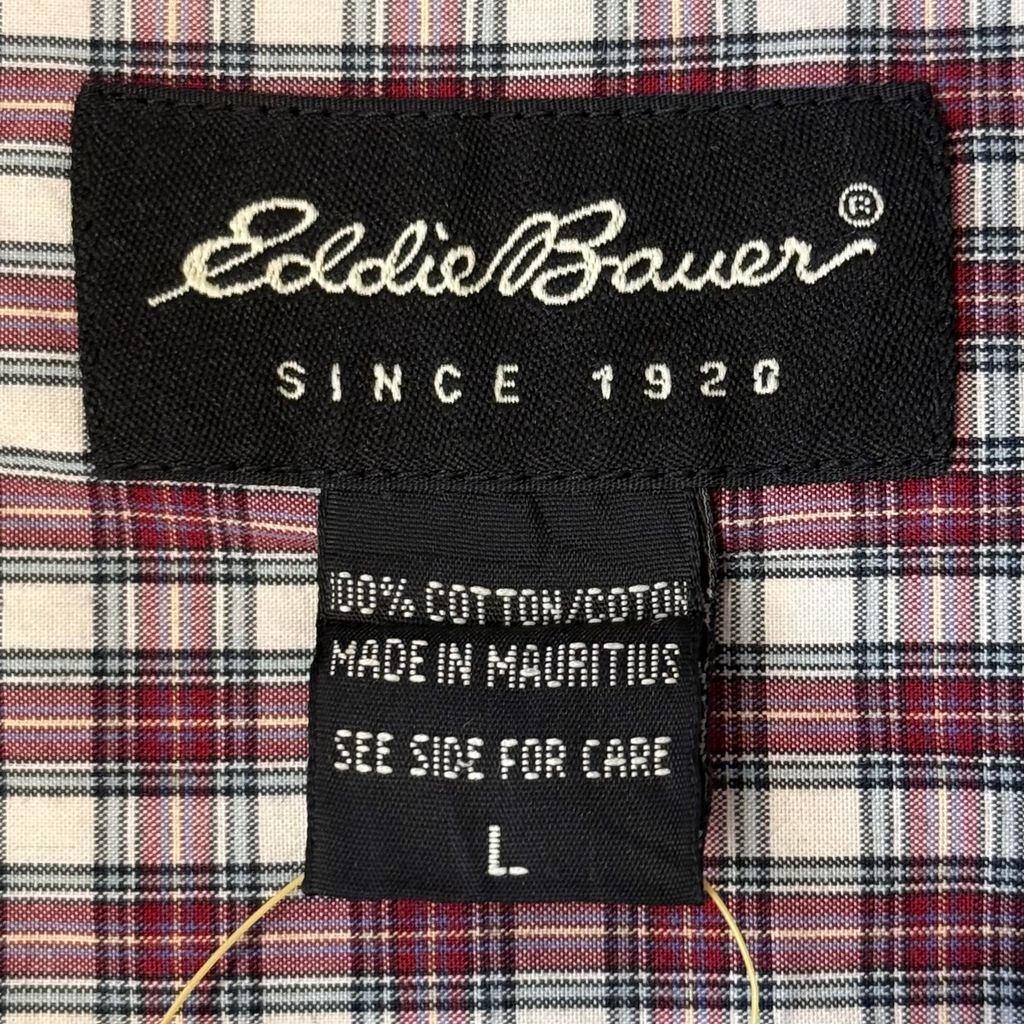 Eddie Bauer®
SINCE 1920
100% COTTON/COTON
MADE IN MAURITIUS
SEE SIDE FOR CARE
L